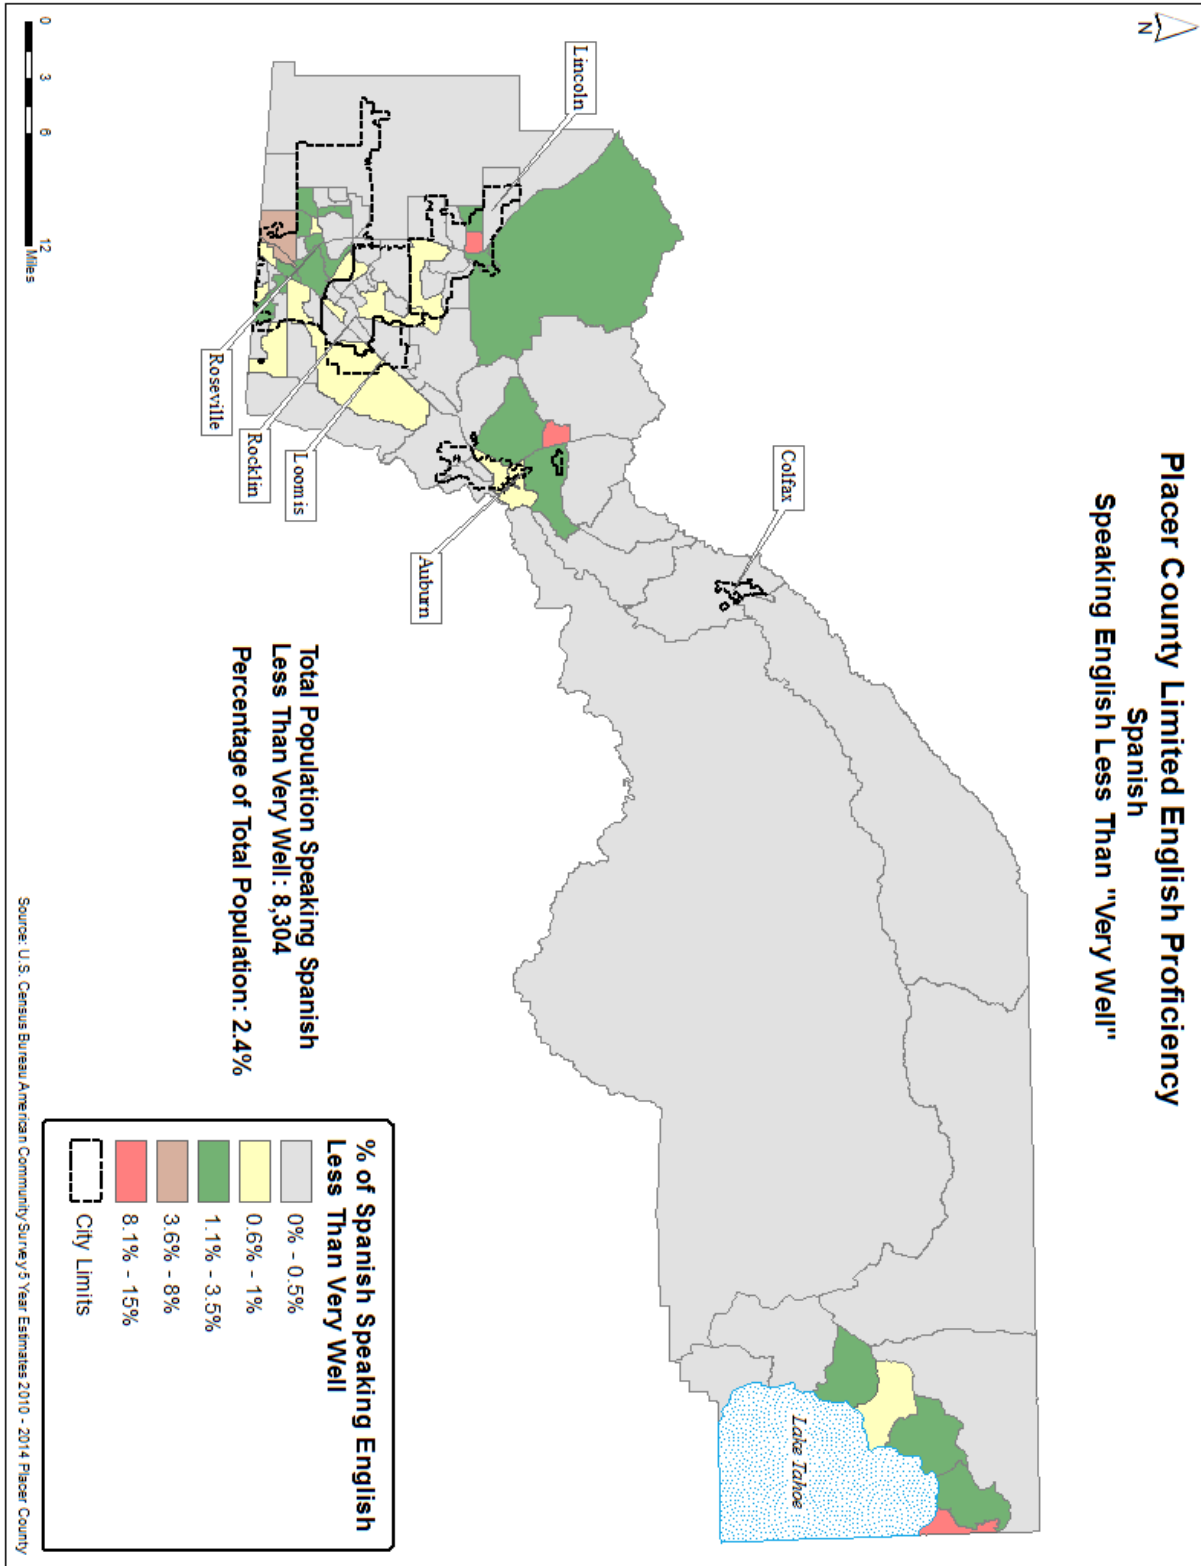 Placer County Limited English Proficiency
Spanish
Speaking English Less Than "Very Well"
N
Lincoln
Colfax
Roseville
Rocklin
Loomis
Auburn
Lake Tahoe
Total Population Speaking Spanish
Less Than Very Well: 8,304
Percentage of Total Population: 2.4%
% of Spanish Speaking English
Less Than Very Well
0% - 0.5%
0.6% - 1%
1.1% - 3.5%
3.6% - 8%
8.1% - 15%
City Limits
0 3 6 12
Miles
Source: U.S. Census Bureau American Community Survey 5 Year Estimates 2010 - 2014 Placer County